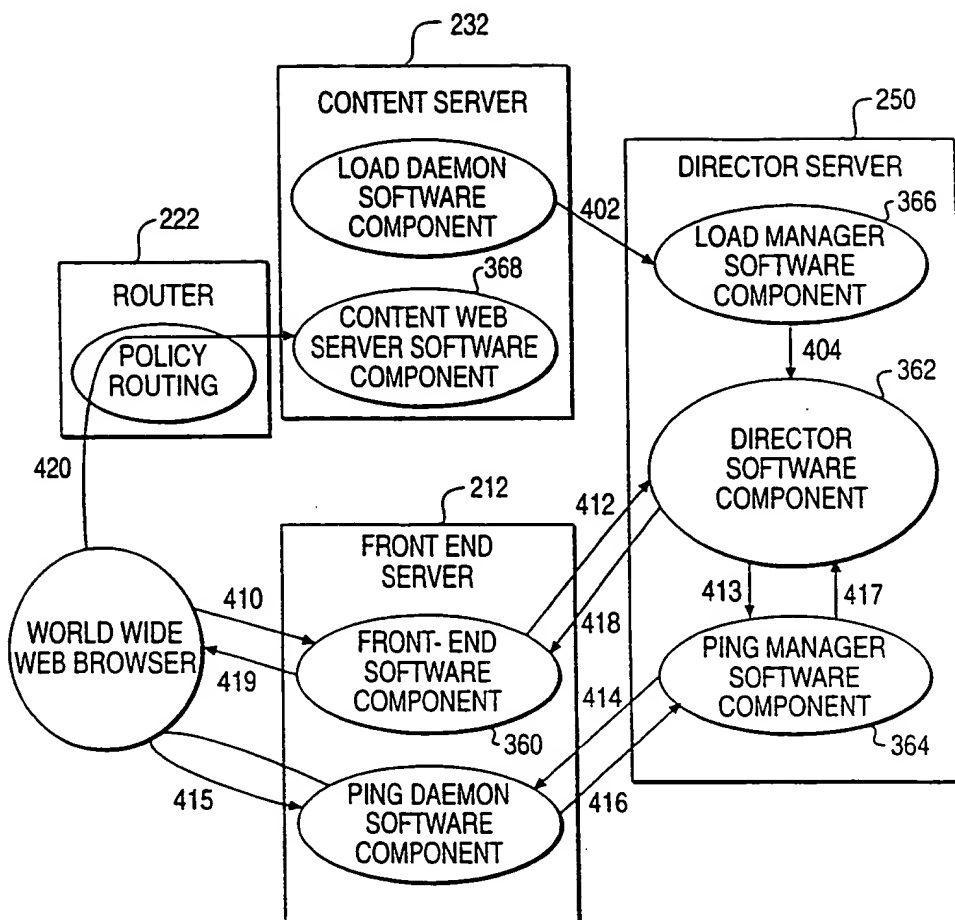 232
CONTENT SERVER
LOAD DAEMON
SOFTWARE
COMPONENT
402
250
DIRECTOR SERVER
366
LOAD MANAGER
SOFTWARE
COMPONENT
404
222
ROUTER
POLICY
ROUTING
368
CONTENT WEB
SERVER SOFTWARE
COMPONENT
362
DIRECTOR
SOFTWARE
COMPONENT
420
212
412
FRONT END
SERVER
413
417
418
WORLD WIDE
WEB BROWSER
410
419
FRONT- END
SOFTWARE
COMPONENT
360
414
PING MANAGER
SOFTWARE
COMPONENT
364
415
PING DAEMON
SOFTWARE
COMPONENT
416